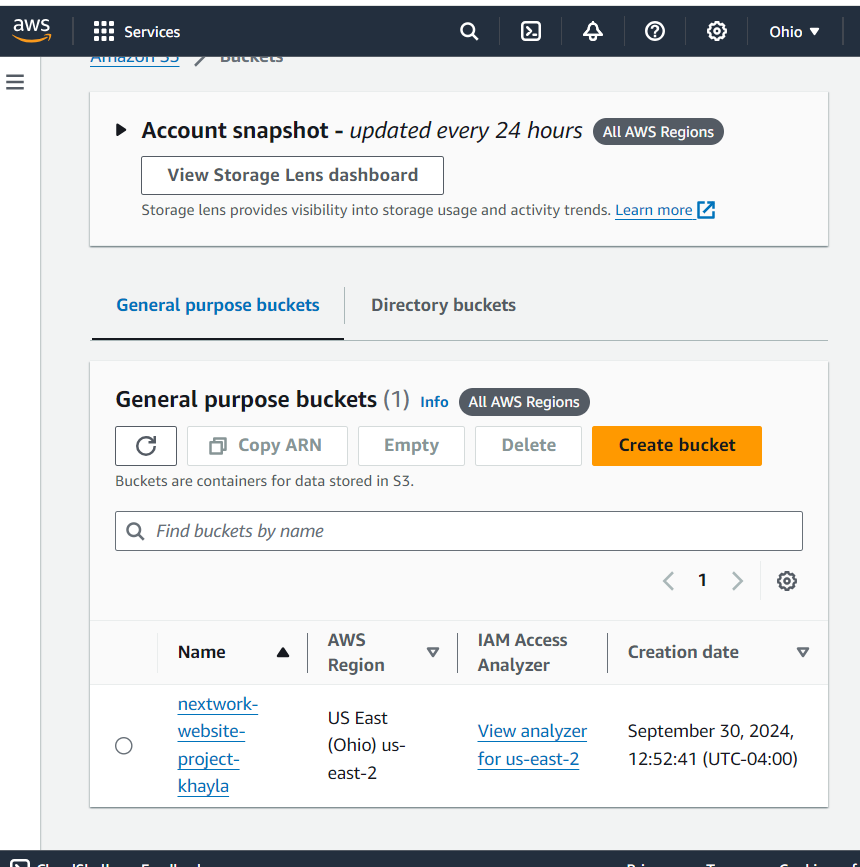 aws Services Ohio
Amazon S3 Buckets
Account snapshot - updated every 24 hours All AWS Regions
View Storage Lens dashboard
Storage lens provides visibility into storage usage and activity trends. Learn more
General purpose buckets Directory buckets
General purpose buckets (1) Info All AWS Regions
Copy ARN Empty Delete Create bucket
Buckets are containers for data stored in S3.
Find buckets by name
1
Name AWS Region IAM Access Analyzer Creation date
nextwork-
website-
project-
khayla
US East
(Ohio) us-
east-2
View analyzer
for us-east-2
September 30, 2024,
12:52:41 (UTC-04:00)
CloudShell Feedback